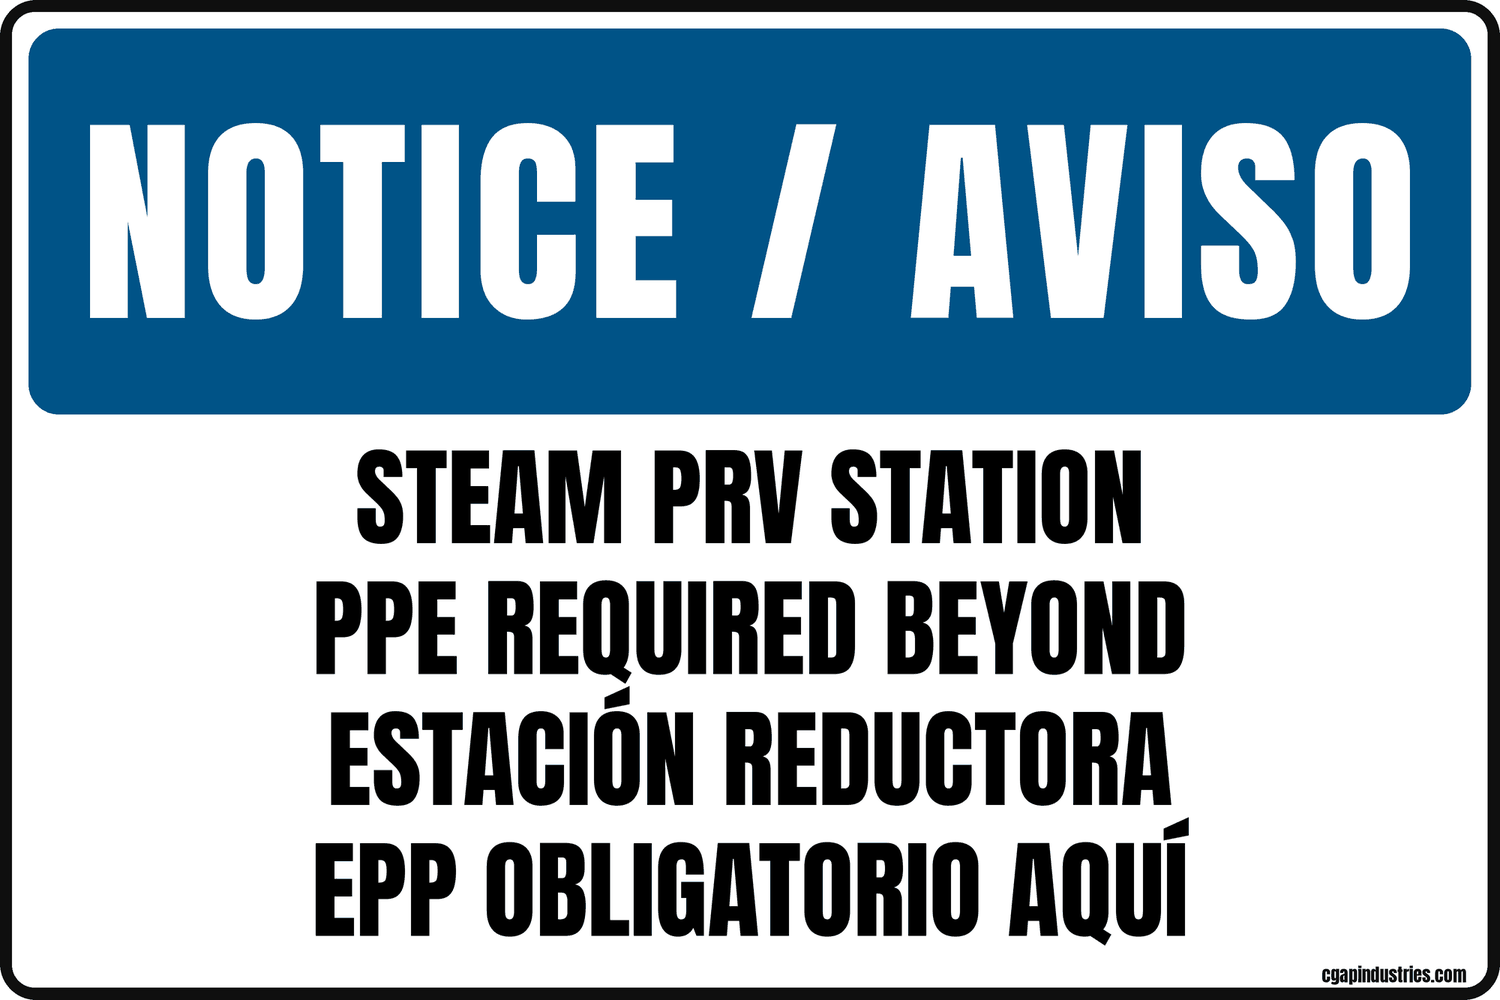 NOTICE / AVISO
STEAM PRV STATION
PPE REQUIRED BEYOND
ESTACIÓN REDUCTORA
EPP OBLIGATORIO AQUÍ
cgapindustries.com